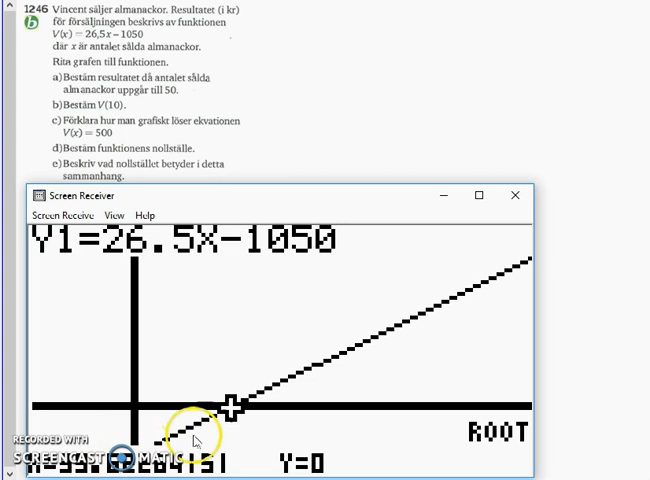 1246 Vincent säljer almanackor. Resultatet (i kr)
b för försäljningen beskrivs av funktionen
V(x) = 26,5x – 1050
där x är antalet sålda almanackor.
Rita grafen till funktionen.
a) Bestäm resultatet då antalet sålda
almanackor uppgår till 50.
b) Bestäm V(10).
c) Förklara hur man grafiskt löser ekvationen
V(x) = 500
d) Bestäm funktionens nollställe.
e) Beskriv vad nollstället betyder i detta
sammanhang.
Screen Receiver
Screen Receive View Help
Y1=26.5X-1050
ROOT
RECORDED WITH
SCREENCAST MATIC
Y=0